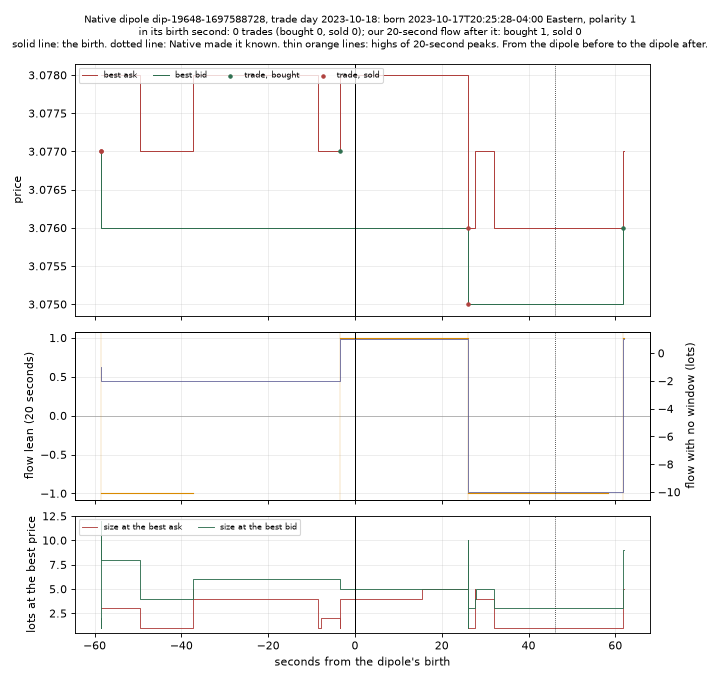 Native dipole dip-19648-1697588728, trade day 2023-10-18: born 2023-10-17T20:25:28-04:00 Eastern, polarity 1
in its birth second: 0 trades (bought 0, sold 0); our 20-second flow after it: bought 1, sold 0
solid line: the birth. dotted line: Native made it known. thin orange lines: highs of 20-second peaks. From the dipole before to the dipole after.
best ask
best bid
trade, bought
trade, sold
3.0780
3.0775
3.0770
3.0765
3.0760
3.0755
3.0750
price
1.0
0.5
0.0
−0.5
−1.0
flow lean (20 seconds)
0
−2
−4
−6
−8
−10
flow with no window (lots)
size at the best ask
size at the best bid
12.5
10.0
7.5
5.0
2.5
lots at the best price
−60
−40
−20
0
20
40
60
seconds from the dipole's birth